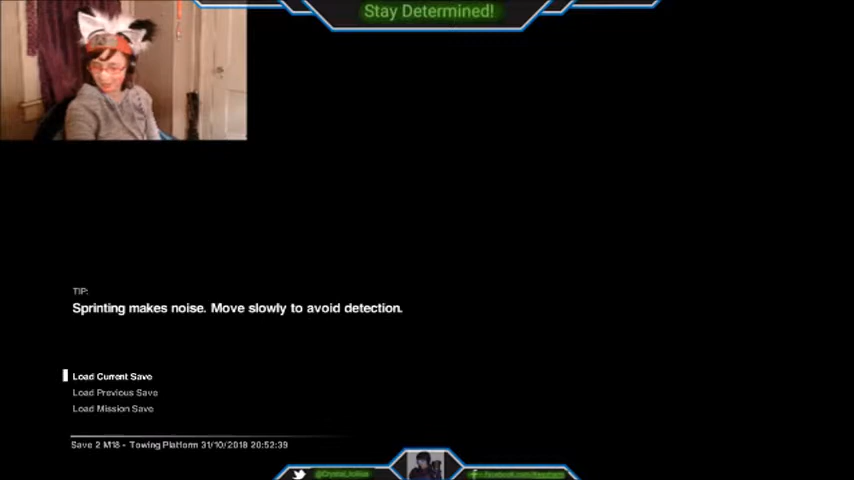 Stay Determined!
TIP:
Sprinting makes noise. Move slowly to avoid detection.
Load Current Save
Load Previous Save
Load Mission Save
Save 2 M18 - Towing Platform 31/10/2018 20:52:39